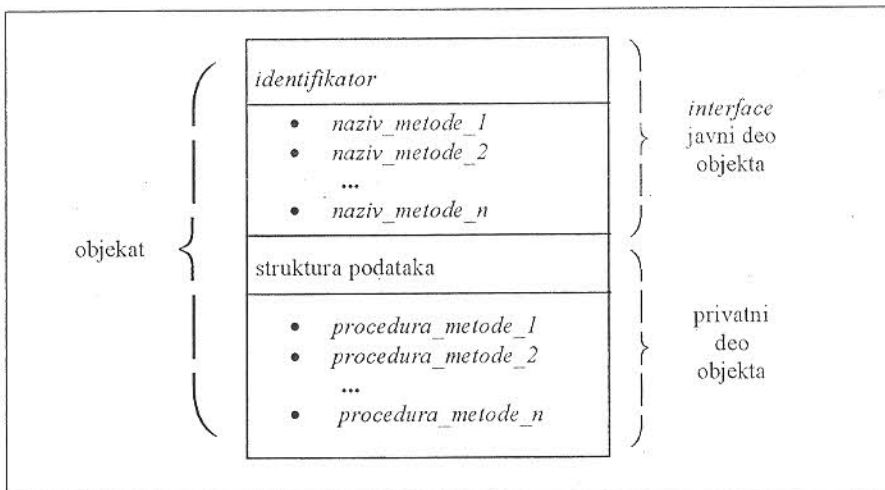 objekat
identifikator
• naziv_metode_1
• naziv_metode_2
...
• naziv_metode_n
struktura podataka
• procedura_metode_1
• procedura_metode_2
...
• procedura_metode_n
interface
javni deo
objekta
privatni
deo
objekta